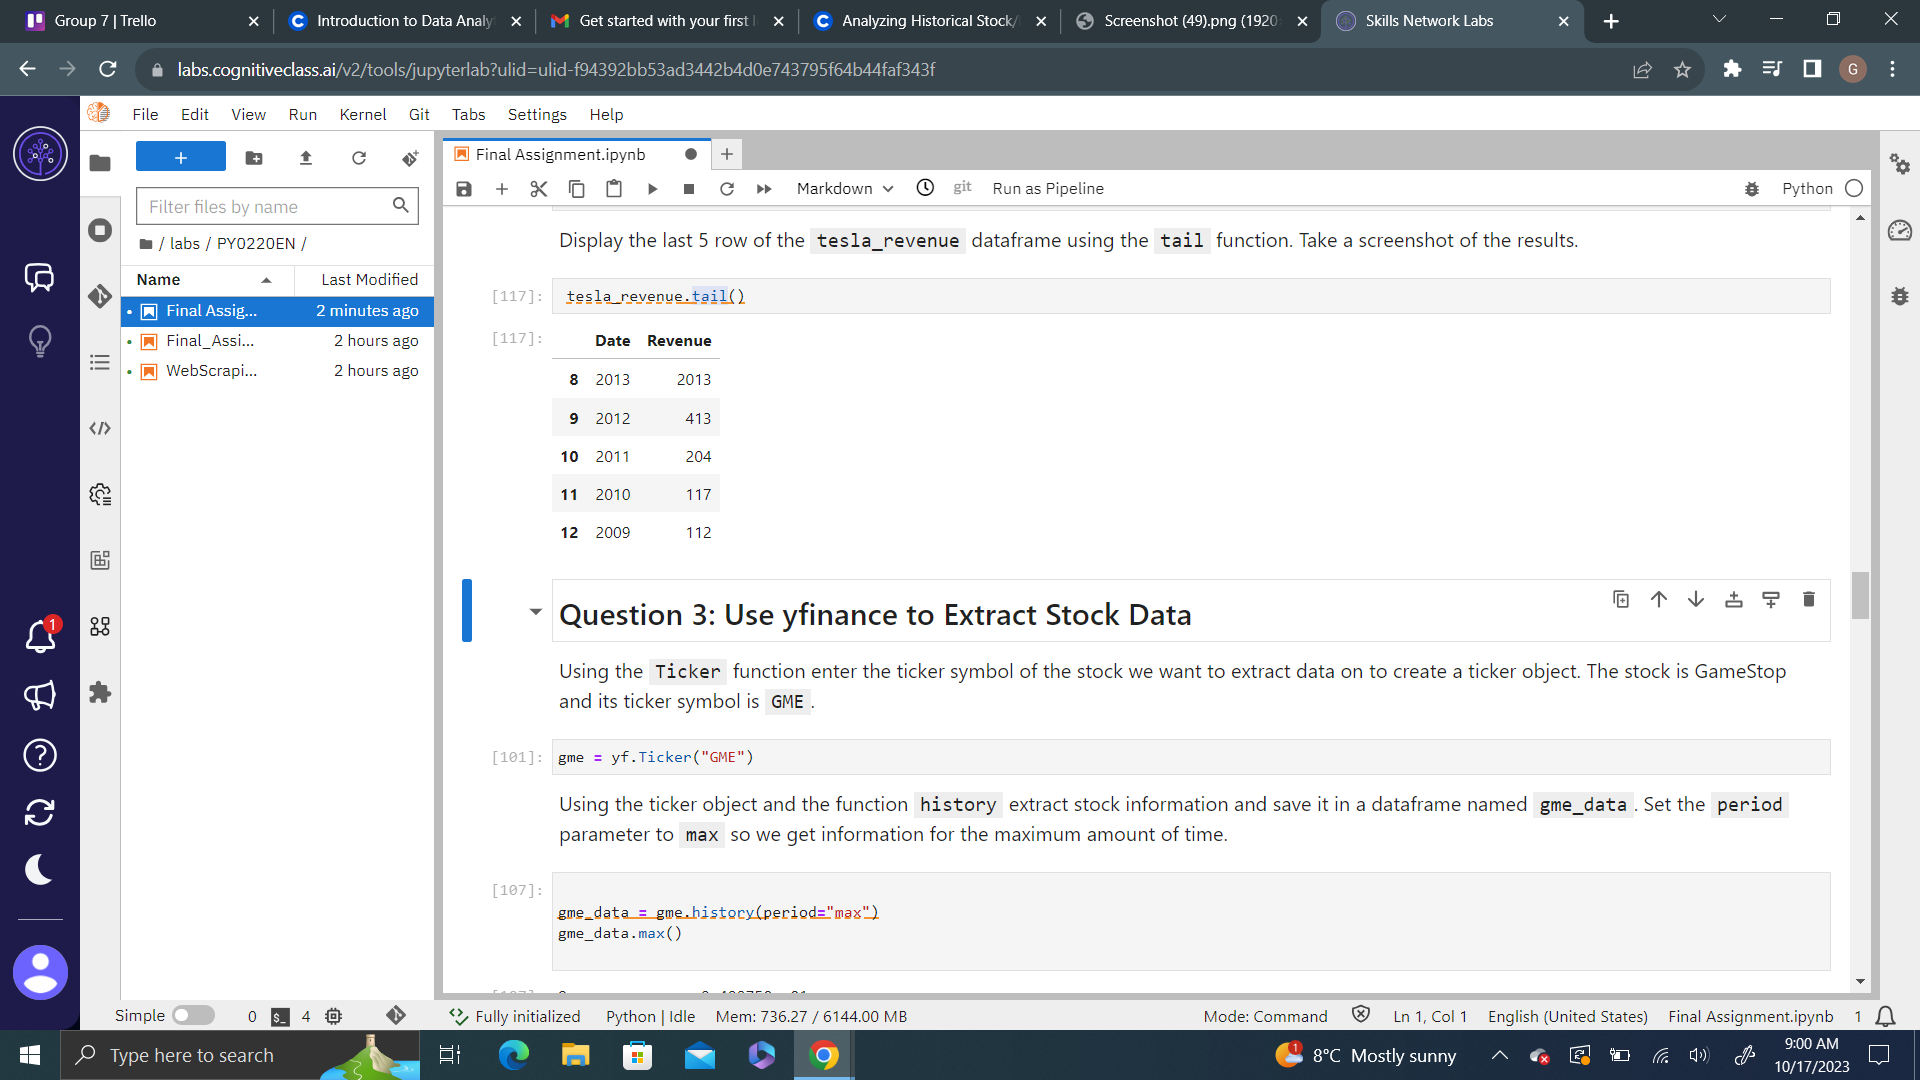 Group 7 | Trello
Introduction to Data Analy
Get started with your first l
Analyzing Historical Stock/
Screenshot (49).png (1920
Skills Network Labs
labs.cognitiveclass.ai/v2/tools/jupyterlab?ulid=ulid-f94392bb53ad3442b4d0e743795f64b44faf343f
G
File Edit View Run Kernel Git Tabs Settings Help
Final Assignment.ipynb
Filter files by name
/ labs / PY0220EN /
Name Last Modified
Final Assig... 2 minutes ago
Final_Assi... 2 hours ago
WebScrapi... 2 hours ago
Markdown git Run as Pipeline Python
Display the last 5 row of the tesla_revenue dataframe using the tail function. Take a screenshot of the results.
[117]: tesla_revenue.tail()
[117]: Date Revenue
8 2013 2013
9 2012 413
10 2011 204
11 2010 117
12 2009 112
Question 3: Use yfinance to Extract Stock Data
Using the Ticker function enter the ticker symbol of the stock we want to extract data on to create a ticker object. The stock is GameStop
and its ticker symbol is GME .
[101]: gme = yf.Ticker("GME")
Using the ticker object and the function history extract stock information and save it in a dataframe named gme_data . Set the period
parameter to max so we get information for the maximum amount of time.
[107]:
gme_data = gme.history(period="max")
gme_data.max()
1
Simple 0 4 Fully initialized Python | Idle Mem: 736.27 / 6144.00 MB Mode: Command Ln 1, Col 1 English (United States) Final Assignment.ipynb 1
Type here to search
1
8°C Mostly sunny
9:00 AM
10/17/2023